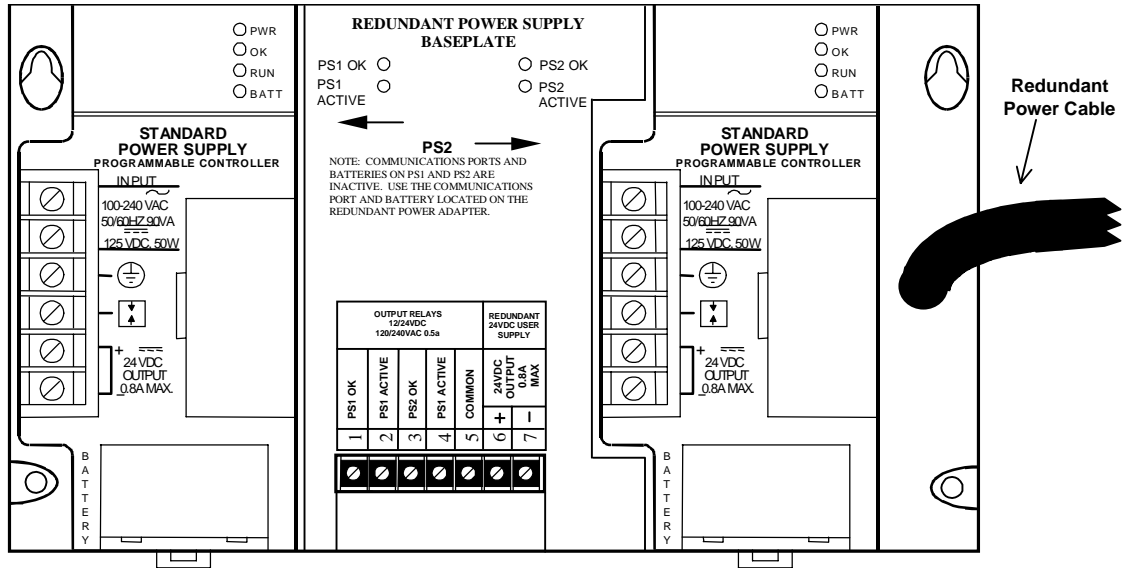 PWR
OK
RUN
BATT
STANDARD
POWER SUPPLY
PROGRAMMABLE CONTROLLER
INPUT
100-240 VAC
50/60HZ 90VA
125 VDC, 50W
+
24 VDC
OUTPUT
0.8A MAX.
BATTERY
REDUNDANT POWER SUPPLY
BASEPLATE
PS1 OK
PS1
ACTIVE
PS2 OK
PS2
ACTIVE
PS2
NOTE: COMMUNICATIONS PORTS AND
BATTERIES ON PS1 AND PS2 ARE
INACTIVE. USE THE COMMUNICATIONS
PORT AND BATTERY LOCATED ON THE
REDUNDANT POWER ADAPTER.
OUTPUT RELAYS
12/24VDC
120/240VAC 0.5a
REDUNDANT
24VDC USER
SUPPLY
PS1 OK
PS1 ACTIVE
PS2 OK
PS1 ACTIVE
COMMON
24VDC
OUTPUT
0.8A
MAX
+
−
1 2 3 4 5 6 7
PWR
OK
RUN
BATT
STANDARD
POWER SUPPLY
PROGRAMMABLE CONTROLLER
INPUT
100-240 VAC
50/60HZ 90VA
125 VDC, 50W
+
24 VDC
OUTPUT
0.8A MAX.
BATTERY
Redundant
Power Cable